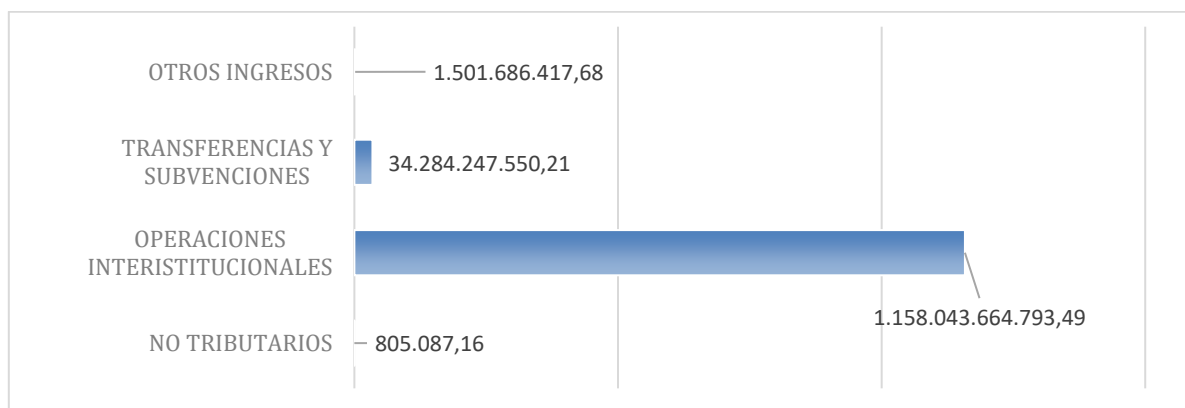 OTROS INGRESOS
1.501.686.417,68
TRANSFERENCIAS Y
SUBVENCIONES
34.284.247.550,21
OPERACIONES
INTERISTITUCIONALES
1.158.043.664.793,49
NO TRIBUTARIOS
805.087,16